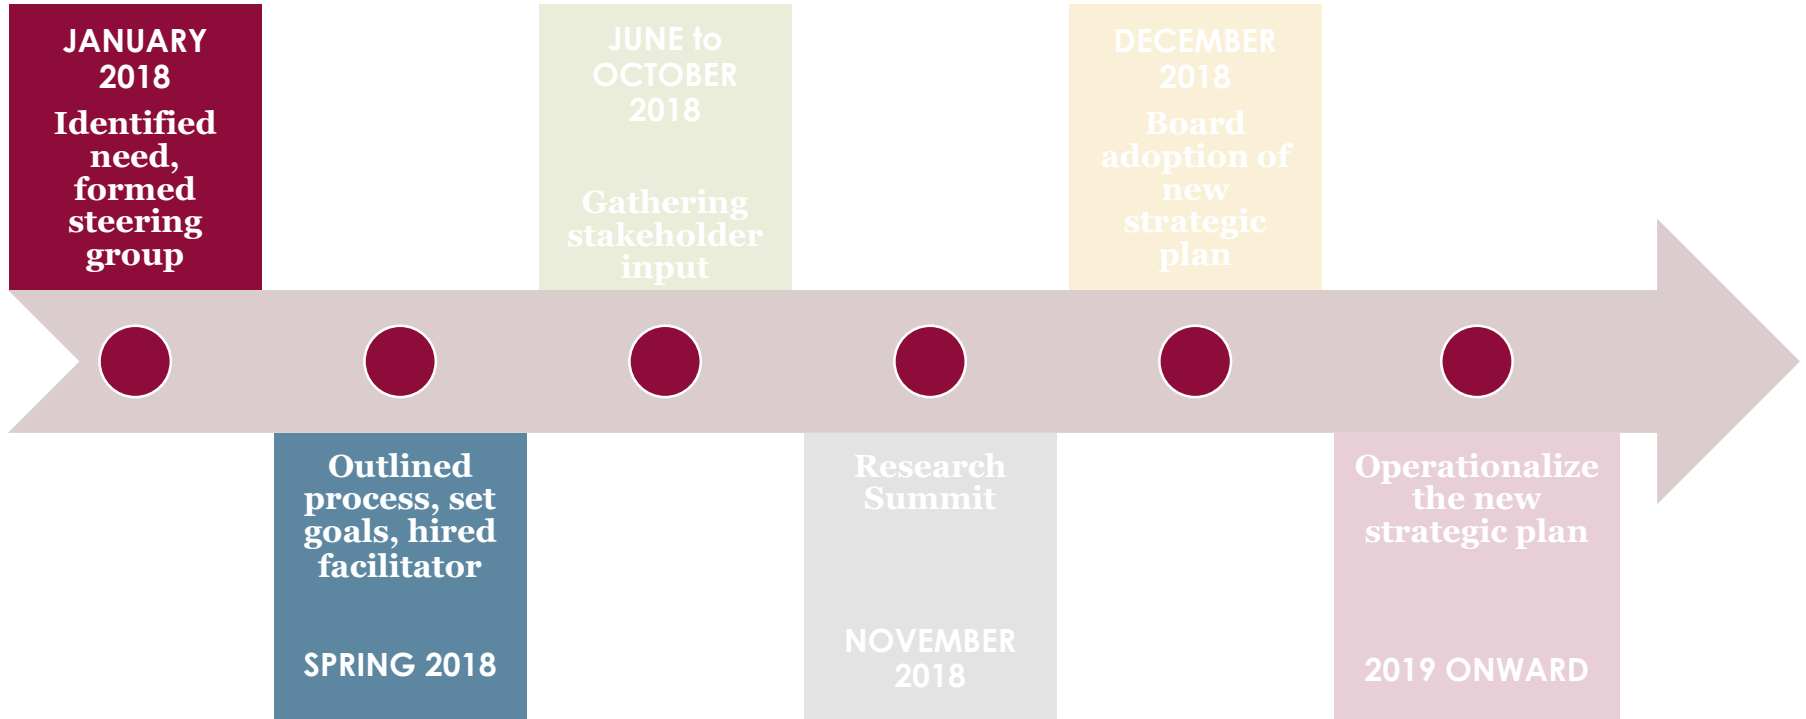 JANUARY
2018
Identified
need,
formed
steering
group
Outlined
process, set
goals, hired
facilitator
SPRING 2018
JUNE to
OCTOBER
2018
Gathering
stakeholder
input
Research
Summit
NOVEMBER
2018
DECEMBER
2018
Board
adoption of
new
strategic
plan
Operationalize
the new
strategic plan
2019 ONWARD